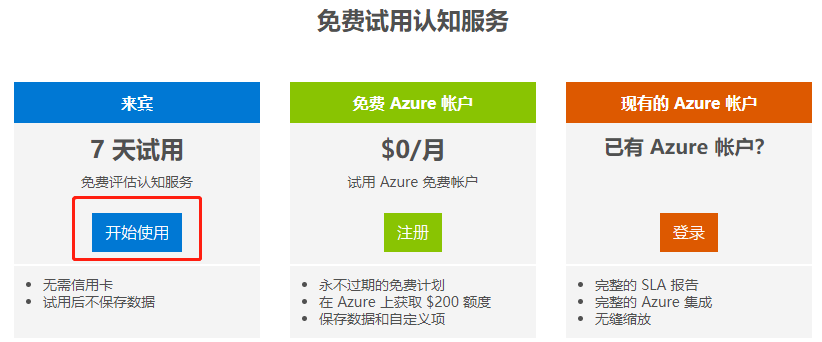 免费试用认知服务
来宾
7 天试用
免费评估认知服务
开始使用
无需信用卡
试用后不保存数据
免费 Azure 帐户
$0/月
试用 Azure 免费帐户
注册
永不过期的免费计划
在 Azure 上获取 $200 额度
保存数据和自定义项
现有的 Azure 帐户
已有 Azure 帐户?
登录
完整的 SLA 报告
完整的 Azure 集成
无缝缩放